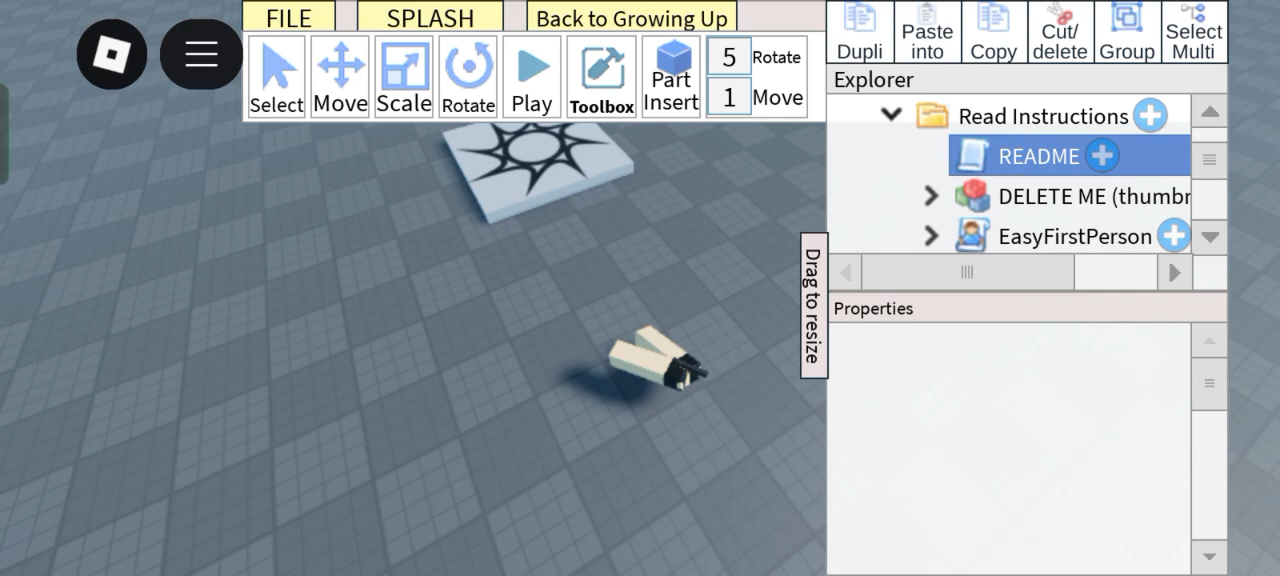 FILE
SPLASH
Back to Growing Up
Select
Move
Scale
Rotate
Play
Toolbox
Part
Insert
5 Rotate
1 Move
Dupli
Paste
into
Copy
Cut/
delete
Group
Select
Multi
Explorer
Read Instructions
README
DELETE ME (thumbr
EasyFirstPerson
Drag to resize
Properties